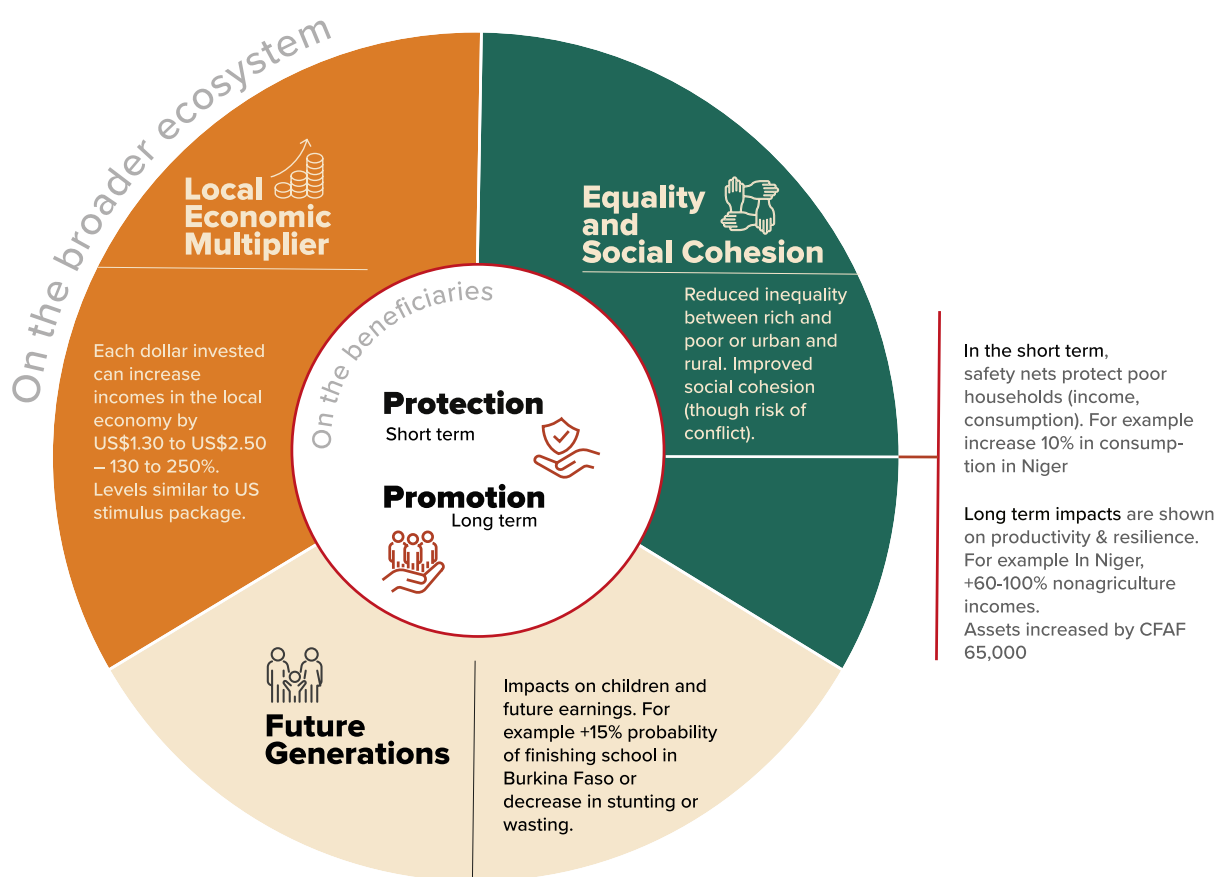 On the broader ecosystem
Local
Economic
Multiplier
Each dollar invested
can increase
incomes in the local
economy by
US$1.30 to US$2.50
– 130 to 250%.
Levels similar to US
stimulus package.
Equality
and
Social Cohesion
Reduced inequality
between rich and
poor or urban and
rural. Improved
social cohesion
(though risk of
conflict).
On the beneficiaries
Protection
Short term
Promotion
Long term
In the short term,
safety nets protect poor
households (income,
consumption). For example
increase 10% in consump-
tion in Niger
Long term impacts are shown
on productivity & resilience.
For example In Niger,
+60-100% nonagriculture
incomes.
Assets increased by CFAF
65,000
Future
Generations
Impacts on children and
future earnings. For
example +15% probability
of finishing school in
Burkina Faso or
decrease in stunting or
wasting.